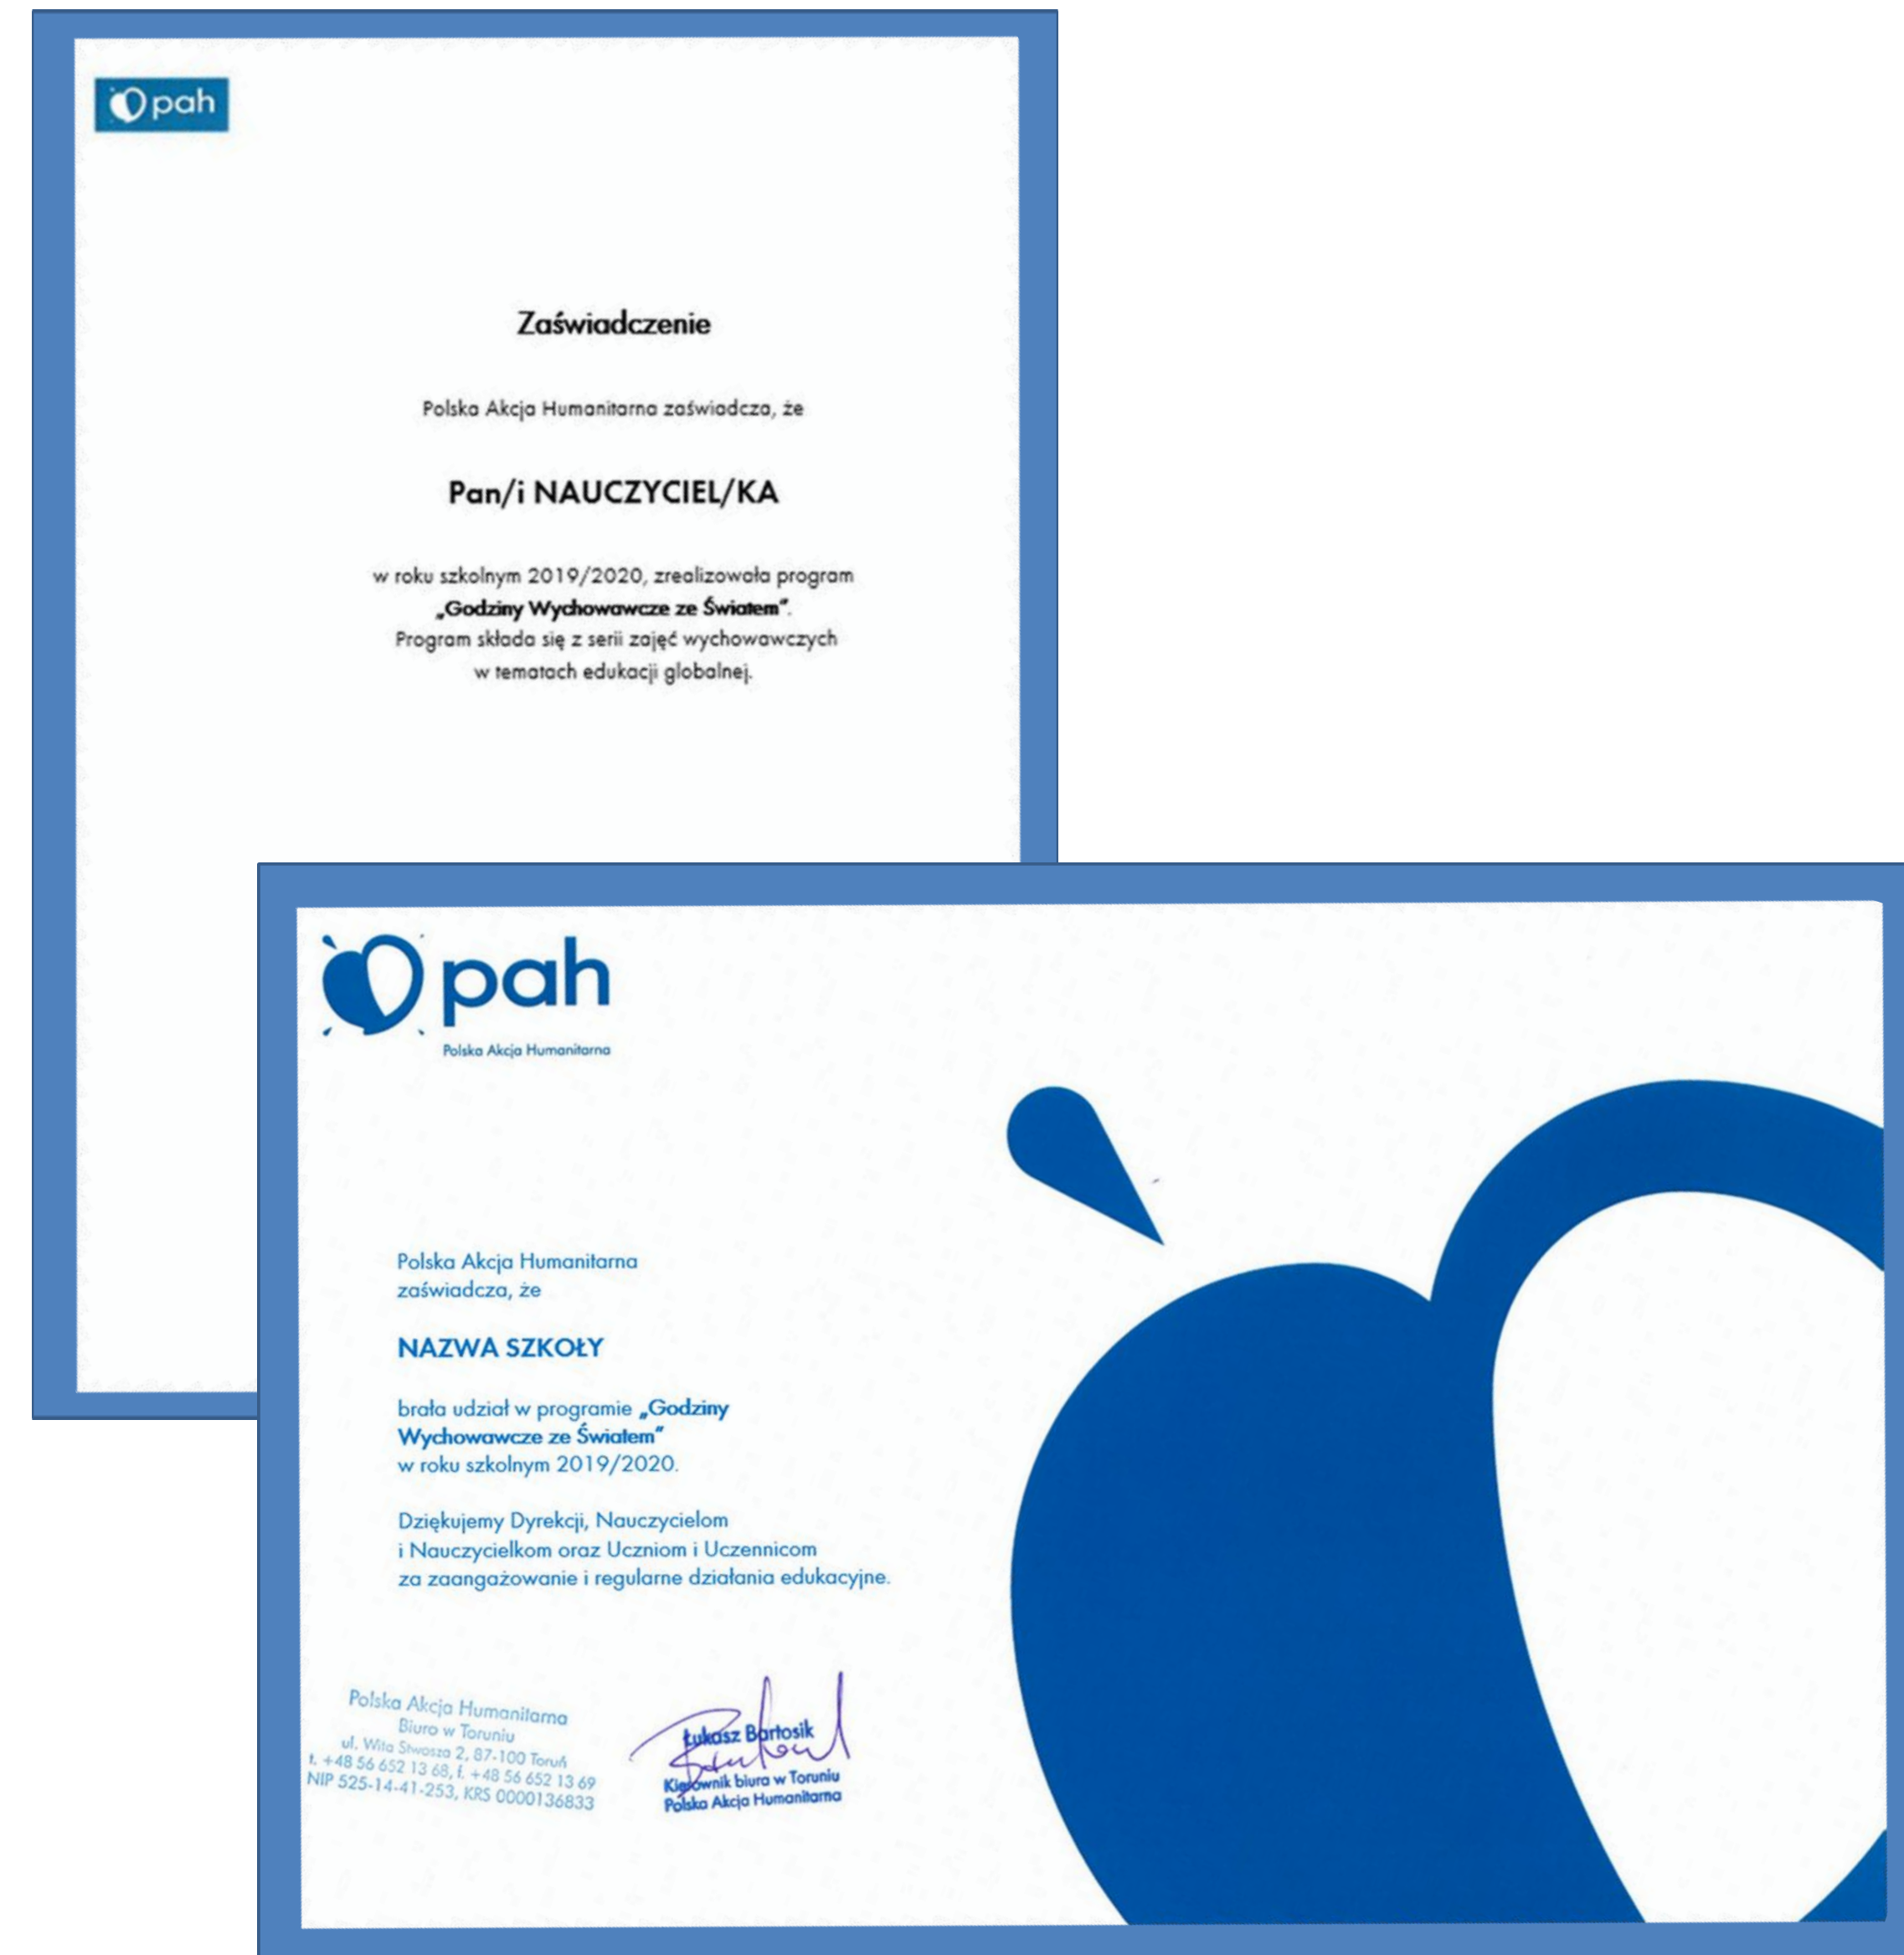 pah
Zaświadczenie
Polska Akcja Humanitarna zaświadcza, że
Pan/i NAUCZYCIEL/KA
w roku szkolnym 2019/2020, zrealizowała program
„Godziny Wychowawcze ze Światem”.
Program składa się z serii zajęć wychowawczych
w tematach edukacji globalnej.
pah
Polska Akcja Humanitarna
Polska Akcja Humanitarna
zaświadcza, że
NAZWA SZKOŁY
brała udział w programie „Godziny
Wychowawcze ze Światem”
w roku szkolnym 2019/2020.
Dziękujemy Dyrekcji, Nauczycielom
i Nauczycielkom oraz Uczniom i Uczennicom
za zaangażowanie i regularne działania edukacyjne.
Polska Akcja Humanitarna
Biuro w Toruniu
ul. Wita Stwosza 2, 87-100 Toruń
t. +48 56 652 13 68, f. +48 56 652 13 69
NIP 525-14-41-253, KRS 0000136833
Łukasz Bartosik
Kierownik biura w Toruniu
Polska Akcja Humanitarna